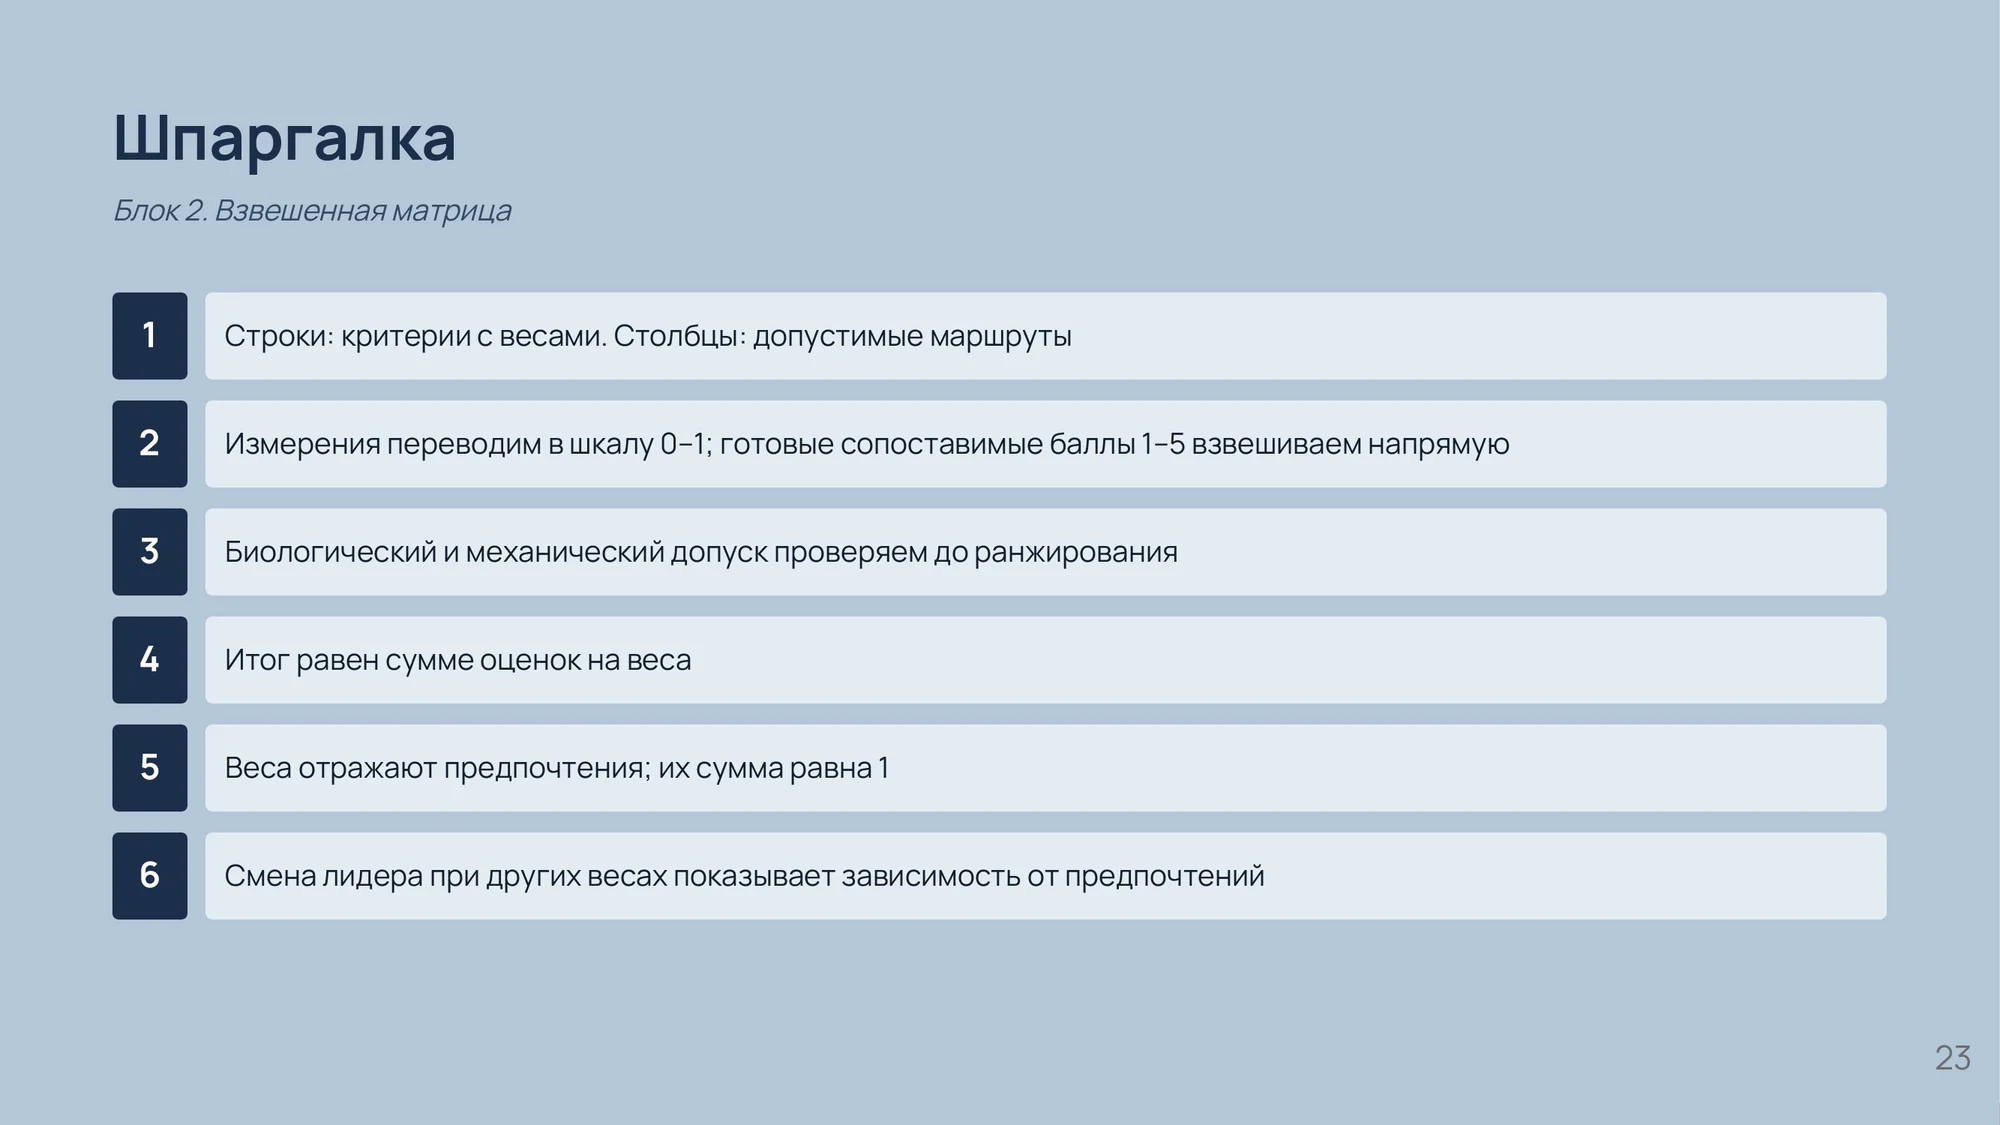 Шпаргалка
Блок 2. Взвешенная матрица
1
Строки: критерии с весами. Столбцы: допустимые маршруты
2
Измерения переводим в шкалу 0–1; готовые сопоставимые баллы 1–5 взвешиваем напрямую
3
Биологический и механический допуск проверяем до ранжирования
4
Итог равен сумме оценок на веса
5
Веса отражают предпочтения; их сумма равна 1
6
Смена лидера при других весах показывает зависимость от предпочтений
23